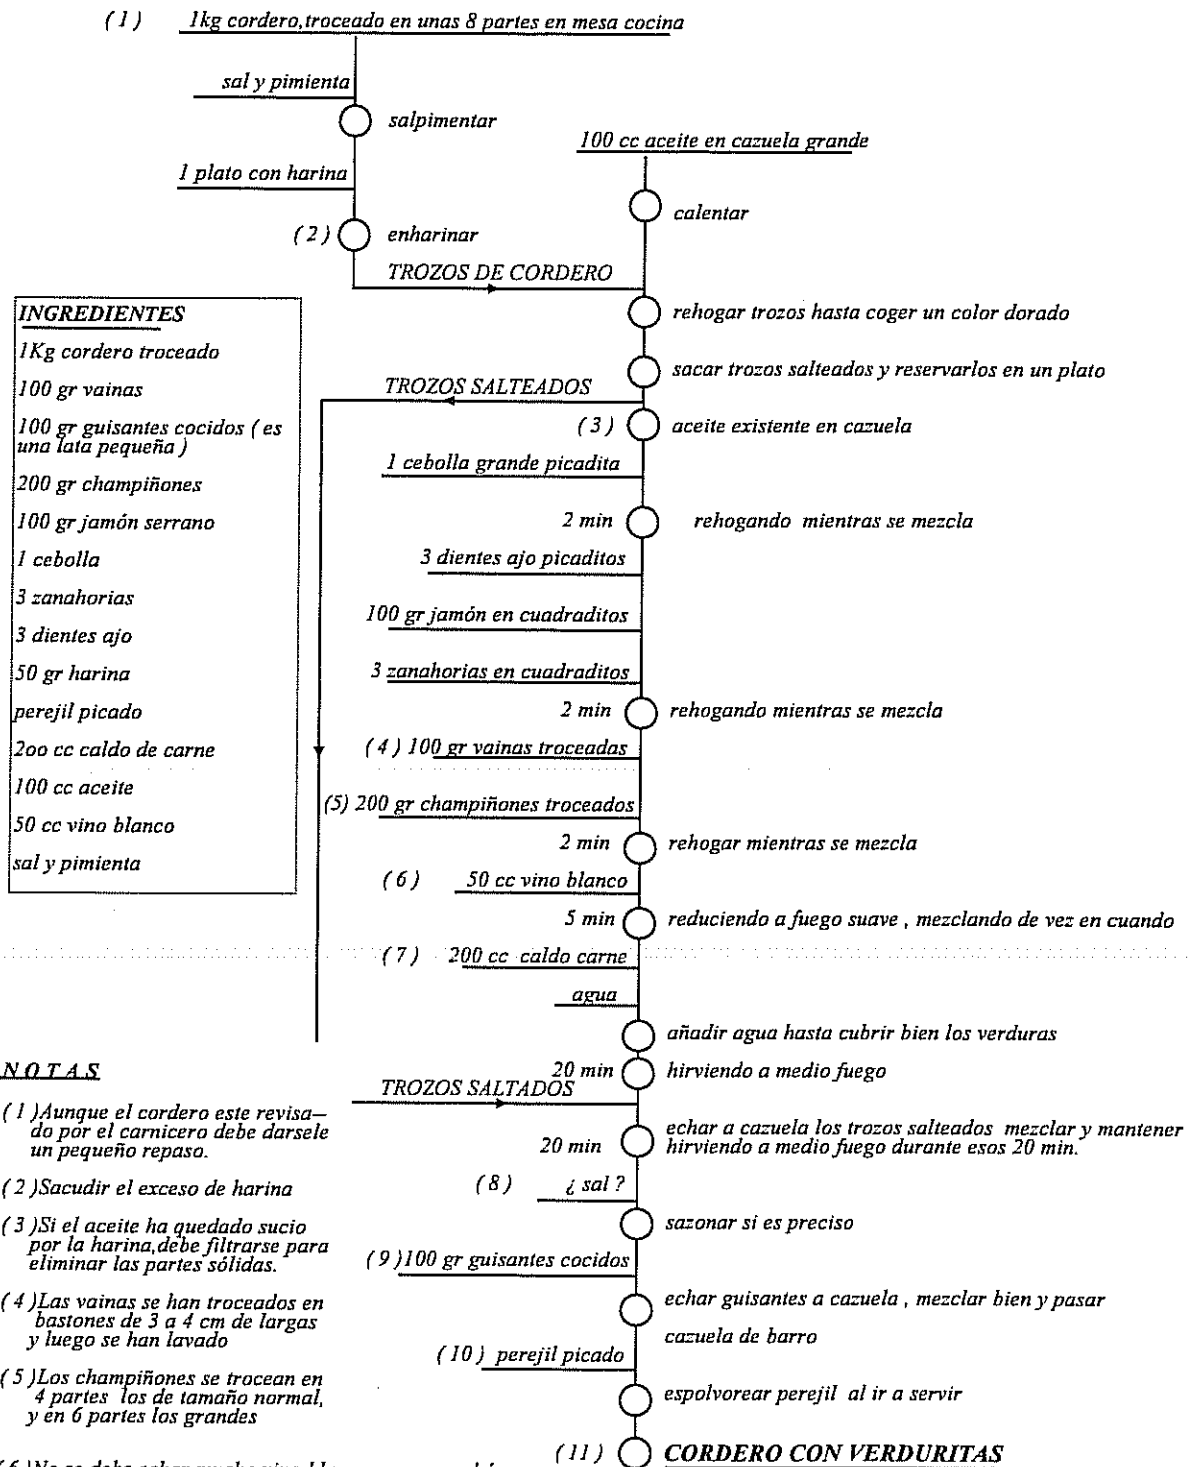 (1) 1kg cordero,troceado en unas 8 partes en mesa cocina
sal y pimienta
salpimentar
1 plato con harina
(2) enharinar
100 cc aceite en cazuela grande
calentar
TROZOS DE CORDERO
rehogar trozos hasta coger un color dorado
sacar trozos salteados y reservarlos en un plato
TROZOS SALTEADOS
(3) aceite existente en cazuela
1 cebolla grande picadita
2 min rehogando mientras se mezcla
3 dientes ajo picaditos
100 gr jamón en cuadraditos
3 zanahorias en cuadraditos
2 min rehogando mientras se mezcla
(4) 100 gr vainas troceadas
(5) 200 gr champiñones troceados
2 min rehogar mientras se mezcla
(6) 50 cc vino blanco
5 min reduciendo a fuego suave , mezclando de vez en cuando
(7) 200 cc caldo carne
agua
añadir agua hasta cubrir bien los verduras
20 min hirviendo a medio fuego
TROZOS SALTADOS
20 min echar a cazuela los trozos salteados mezclar y mantener
hirviendo a medio fuego durante esos 20 min.
(8) ¿ sal ?
sazonar si es preciso
(9) 100 gr guisantes cocidos
echar guisantes a cazuela , mezclar bien y pasar
cazuela de barro
(10) perejil picado
espolvorear perejil al ir a servir
(11) CORDERO CON VERDURITAS
INGREDIENTES
1Kg cordero troceado
100 gr vainas
100 gr guisantes cocidos ( es
una lata pequeña )
200 gr champiñones
100 gr jamón serrano
1 cebolla
3 zanahorias
3 dientes ajo
50 gr harina
perejil picado
2oo cc caldo de carne
100 cc aceite
50 cc vino blanco
sal y pimienta
NOTAS
(1)Aunque el cordero este revisa–
do por el carnicero debe darsele
un pequeño repaso.
(2)Sacudir el exceso de harina
(3)Si el aceite ha quedado sucio
por la harina,debe filtrarse para
eliminar las partes sólidas.
(4)Las vainas se han troceados en
bastones de 3 a 4 cm de largas
y luego se han lavado
(5)Los champiñones se trocean en
4 partes los de tamaño normal,
y en 6 partes los grandes